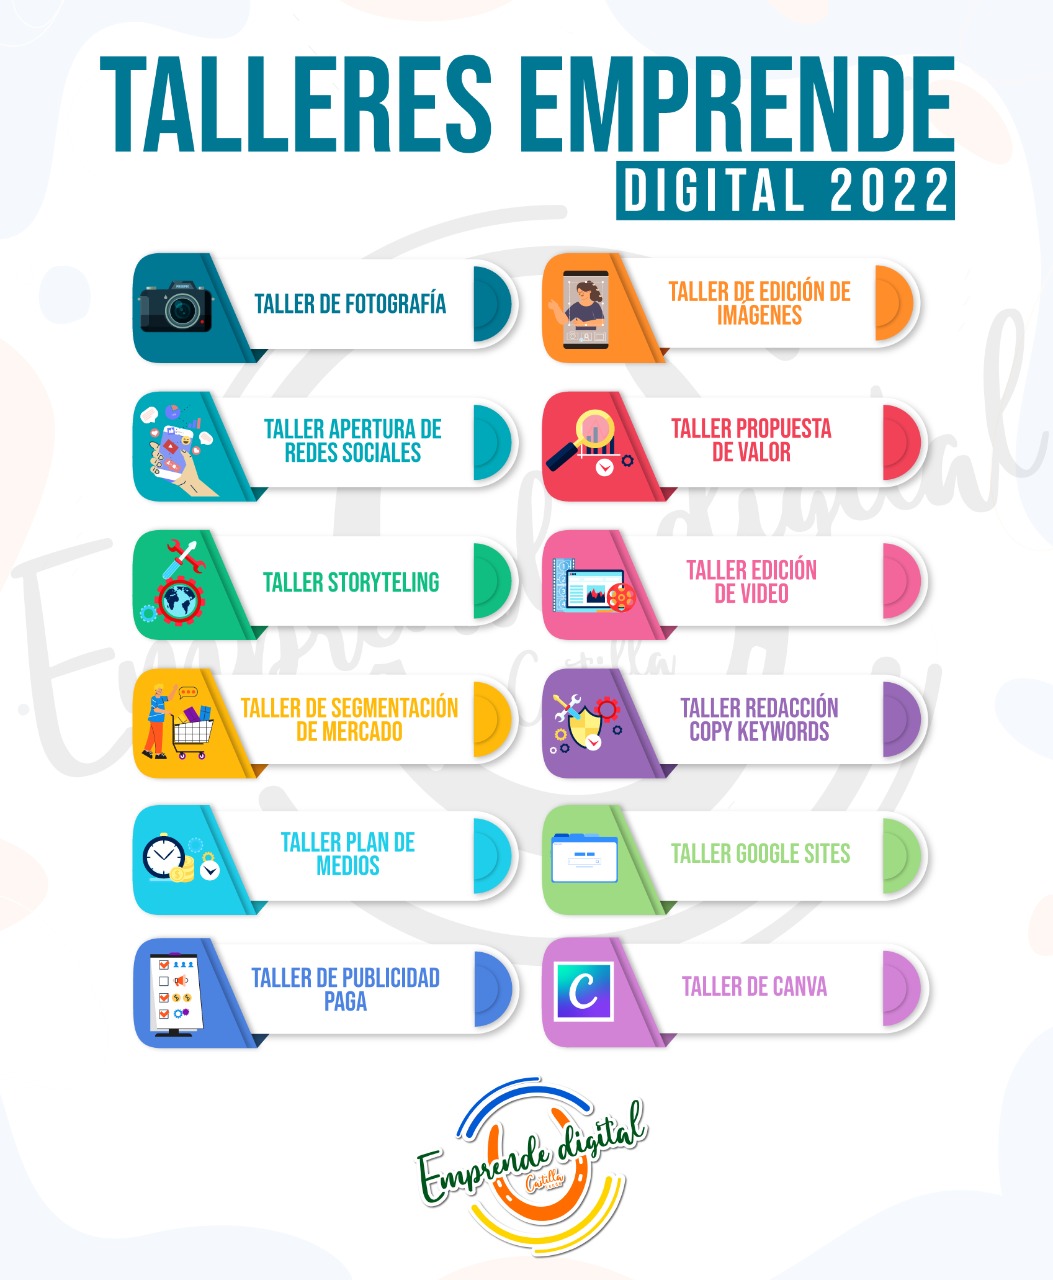 TALLERES EMPRENDE
DIGITAL 2022
TALLER DE FOTOGRAFÍA
TALLER DE EDICIÓN DE
IMÁGENES
TALLER APERTURA DE
REDES SOCIALES
TALLER PROPUESTA
DE VALOR
TALLER STORYTELING
TALLER EDICIÓN
DE VIDEO
TALLER DE SEGMENTACIÓN
DE MERCADO
TALLER REDACCIÓN
COPY KEYWORDS
TALLER PLAN DE
MEDIOS
TALLER GOOGLE SITES
TALLER DE PUBLICIDAD
PAGA
C
TALLER DE CANVA
Emprende digital
Castilla